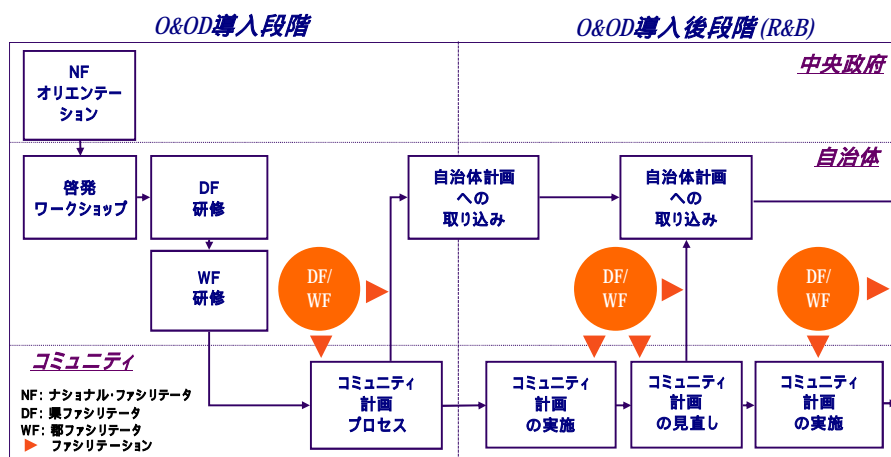 O&OD導入段階
O&OD導入後段階 (R&B)
中央政府
NF
オリエンテー
ション
自治体
啓発
ワークショップ
DF
研修
自治体計画
への
取り込み
自治体計画
への
取り込み
WF
研修
DF/
WF
DF/
WF
DF/
WF
コミュニティ
NF: ナショナル・ファシリテータ
DF: 県ファシリテータ
WF: 郡ファシリテータ
ファシリテーション
コミュニティ
計画
プロセス
コミュニティ
計画
の実施
コミュニティ
計画
の見直し
コミュニティ
計画
の実施